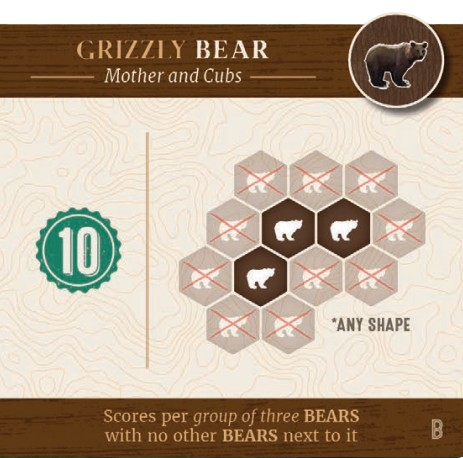 GRIZZLY BEAR
Mother and Cubs
10
*ANY SHAPE
Scores per group of three BEARS
with no other BEARS next to it
B